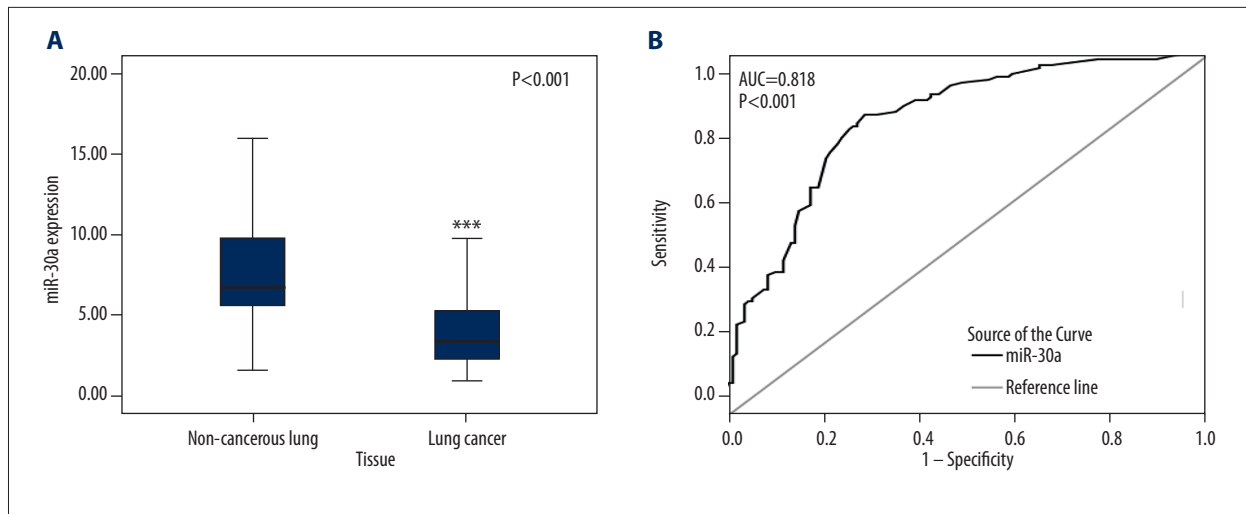 A
P<0.001
miR-30a expression
20.00
15.00
10.00
5.00
0.00
***
Non-cancerous lung
Lung cancer
Tissue
B
AUC=0.818
P<0.001
Sensitivity
1.0
0.8
0.6
0.4
0.2
0.0
Source of the Curve
miR-30a
Reference line
0.0
0.2
0.4
0.6
0.8
1.0
1 – Specificity